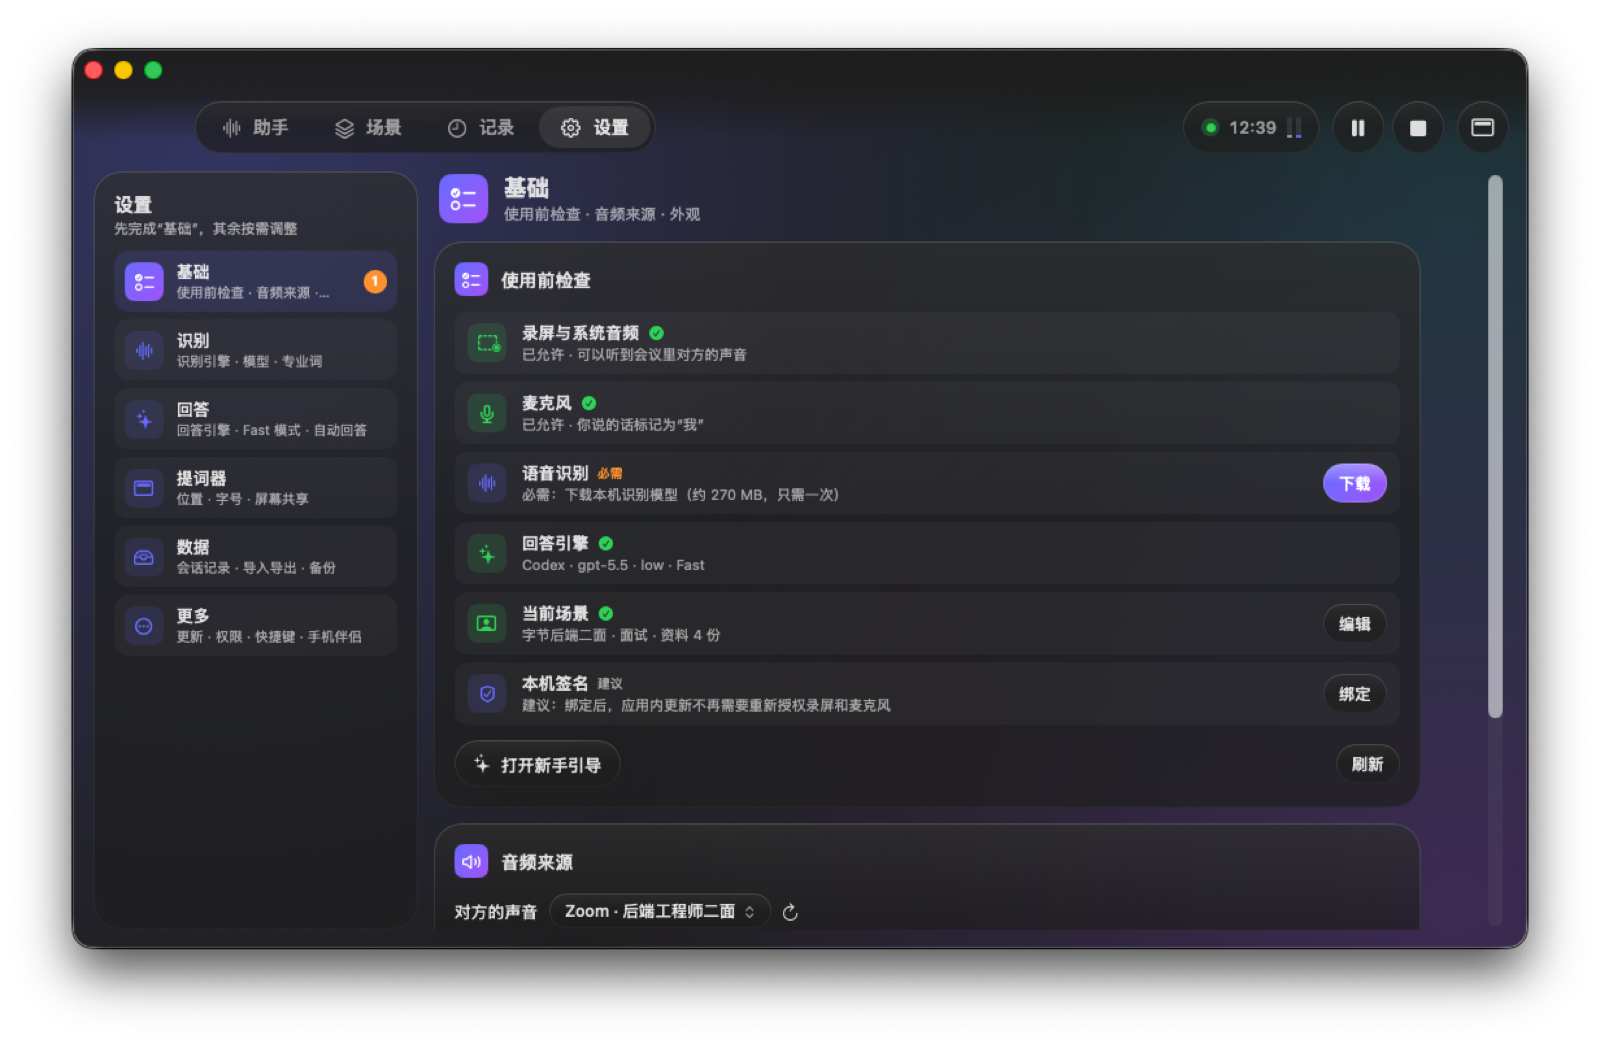 助手
场景
记录
设置
12:39
设置
先完成“基础”，其余按需调整
基础
使用前检查 · 音频来源 ·...
1
识别
识别引擎 · 模型 · 专业词
回答
回答引擎 · Fast 模式 · 自动回答
提词器
位置 · 字号 · 屏幕共享
数据
会话记录 · 导入导出 · 备份
更多
更新 · 权限 · 快捷键 · 手机伴侣
基础
使用前检查 · 音频来源 · 外观
使用前检查
录屏与系统音频
已允许 · 可以听到会议里对方的声音
麦克风
已允许 · 你说的话标记为“我”
语音识别 必需
必需：下载本机识别模型（约 270 MB，只需一次）
下载
回答引擎
Codex · gpt-5.5 · low · Fast
当前场景
字节后端二面 · 面试 · 资料 4 份
编辑
本机签名 建议
建议：绑定后，应用内更新不再需要重新授权录屏和麦克风
绑定
打开新手引导
刷新
音频来源
对方的声音
Zoom · 后端工程师二面